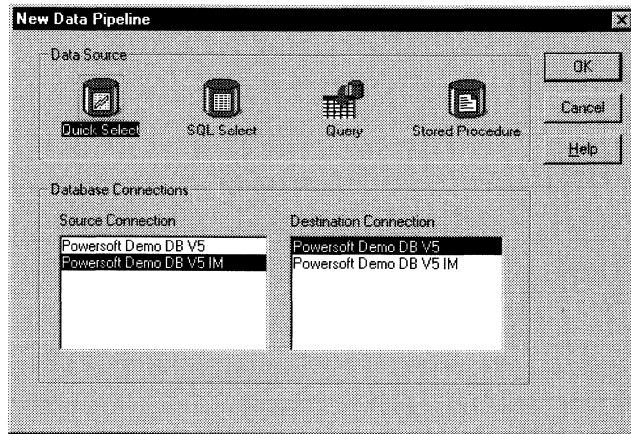 New Data Pipeline
Data Source
Quick Select
SQL Select
Query
Stored Procedure
OK
Cancel
Help
Database Connections
Source Connection
Destination Connection
Powersoft Demo DB V5
Powersoft Demo DB V5 IM
Powersoft Demo DB V5
Powersoft Demo DB V5 IM